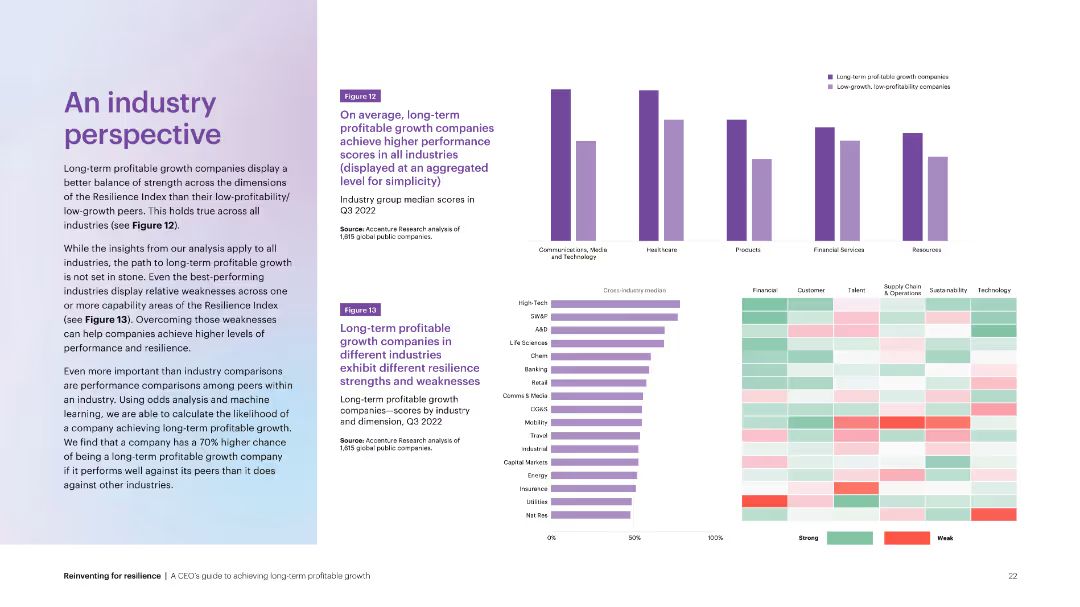 An industry
perspective
Long-term profitable growth companies display a
better balance of strength across the dimensions
of the Resilience Index than their low-profitability/
low-growth peers. This holds true across all
industries (see Figure 12).
While the insights from our analysis apply to all
industries, the path to long-term profitable growth
is not set in stone. Even the best-performing
industries display relative weaknesses across one
or more capability areas of the Resilience Index
(see Figure 13). Overcoming those weaknesses
can help companies achieve higher levels of
performance and resilience.
Even more important than industry comparisons
are performance comparisons among peers within
an industry. Using odds analysis and machine
learning, we are able to calculate the likelihood of
a company achieving long-term profitable growth.
We find that a company has a 70% higher chance
of being a long-term profitable growth company
if it performs well against its peers than it does
against other industries.
Figure 12
On average, long-term
profitable growth companies
achieve higher performance
scores in all industries
(displayed at an aggregated
level for simplicity)
Industry group median scores in
Q3 2022
Source: Accenture Research analysis of
1,615 global public companies.
Long-term profitable growth companies
Low-growth, low-profitability companies
Communications, Media
and Technology
Healthcare
Products
Financial Services
Resources
Figure 13
Long-term profitable
growth companies in
different industries
exhibit different resilience
strengths and weaknesses
Long-term profitable growth
companies—scores by industry
and dimension, Q3 2022
Source: Accenture Research analysis of
1,615 global public companies.
Cross-industry median
High-Tech
SW&P
A&D
Life Sciences
Chem
Banking
Retail
Comms & Media
CG&S
Mobility
Travel
Industrial
Capital Markets
Energy
Insurance
Utilities
Nat Res
0%
50%
100%
Financial
Customer
Talent
Supply Chain
& Operations
Sustainability
Technology
Strong
Weak
Reinventing for resilience | A CEO's guide to achieving long-term profitable growth
22